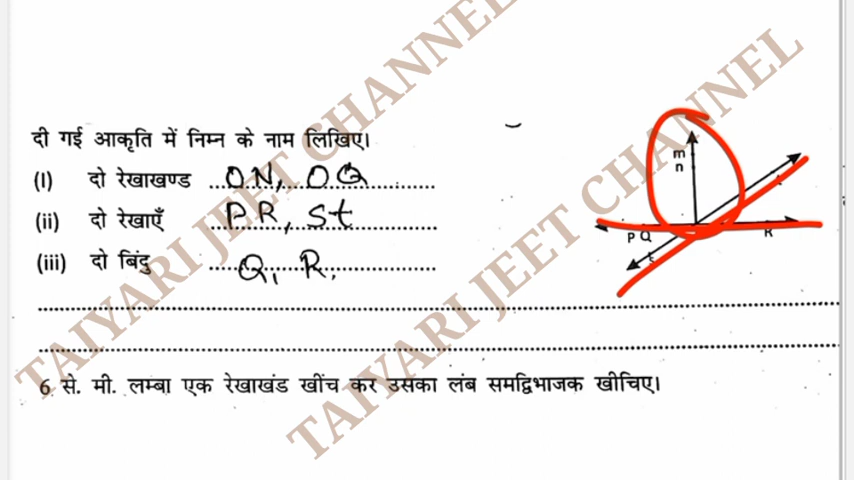 दी गई आकृति में निम्न के नाम लिखिए।
(I) दो रेखाखण्ड ON, OQ
(ii) दो रेखाएँ PR, St
(iii) दो बिंदु Q, R,
m
n
P Q
R
t
6 से. मी. लम्बा एक रेखाखंड खींच कर उसका लंब समद्विभाजक खीचिए।
TAIYARI JEET CHANNEL
TAIYARI JEET CHANNEL